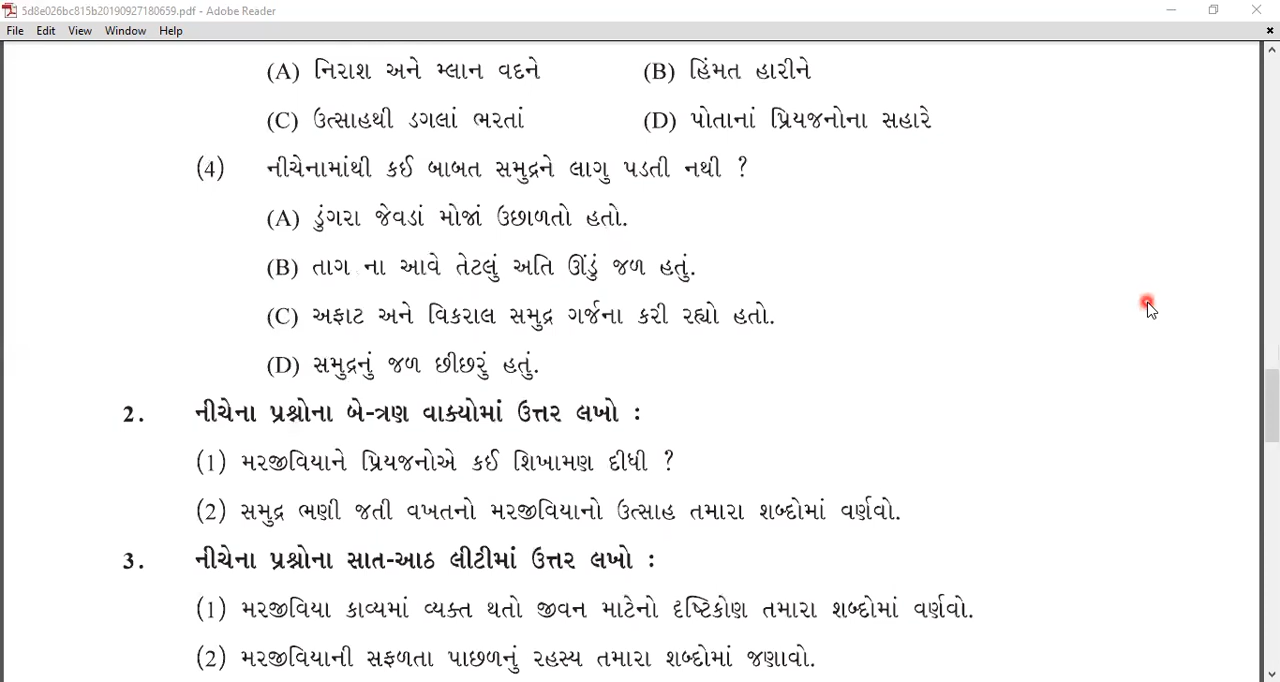 5d8e026bc815b20190927180659.pdf - Adobe Reader
File Edit View Window Help
(A) નિરાશ અને મ્લાન વદને (B) હિંમત હારીને
(C) ઉત્સાહથી ડગલાં ભરતાં (D) પોતાનાં પ્રિયજનોના સહારે
(4) નીચેનામાંથી કઈ બાબત સમુદ્રને લાગુ પડતી નથી ?
(A) ડુંગરા જેવડાં મોજાં ઉછાળતો હતો.
(B) તાગ ના આવે તેટલું અતિ ઊંડું જળ હતું.
(C) અફાટ અને વિકરાલ સમુદ્ર ગર્જના કરી રહ્યો હતો.
(D) સમુદ્રનું જળ છીછરું હતું.
2. નીચેના પ્રશ્નોના બે-ત્રણ વાક્યોમાં ઉત્તર લખો :
(1) મરજીવિયાને પ્રિયજનોએ કઈ શિખામણ દીધી ?
(2) સમુદ્ર ભણી જતી વખતનો મરજીવિયાનો ઉત્સાહ તમારા શબ્દોમાં વર્ણવો.
3. નીચેના પ્રશ્નોના સાત-આઠ લીટીમાં ઉત્તર લખો :
(1) મરજીવિયા કાવ્યમાં વ્યક્ત થતો જીવન માટેનો દૃષ્ટિકોણ તમારા શબ્દોમાં વર્ણવો.
(2) મરજીવિયાની સફળતા પાછળનું રહસ્ય તમારા શબ્દોમાં જણાવો.